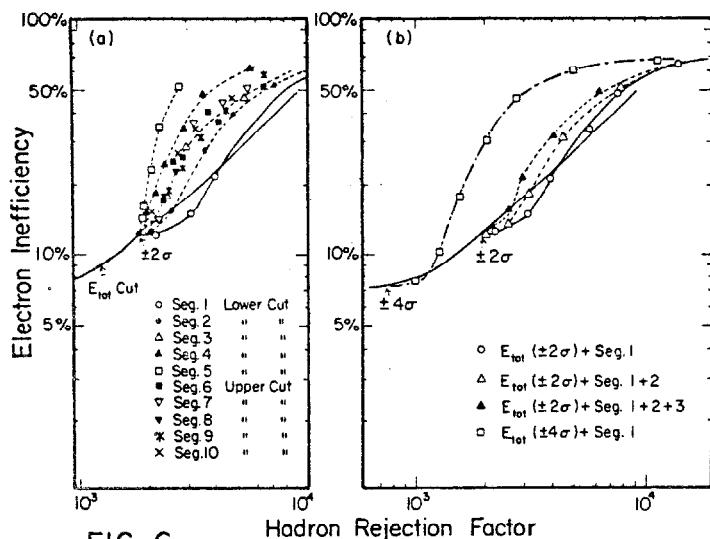 100%
50%
10%
5%
Electron Inefficiency
(a)
±2σ
E_tot Cut
Seg. 1 Lower Cut
Seg. 2 " "
Seg. 3 " "
Seg. 4 " "
Seg. 5 " "
Seg. 6 Upper Cut
Seg. 7 " "
Seg. 8 " "
Seg. 9 " "
Seg. 10 " "
10³
10⁴
100%
50%
10%
5%
(b)
±2σ
±4σ
E_tot (±2σ) + Seg. 1
E_tot (±2σ) + Seg. 1+2
E_tot (±2σ) + Seg. 1+2+3
E_tot (±4σ) + Seg. 1
10³
10⁴
Hadron Rejection Factor